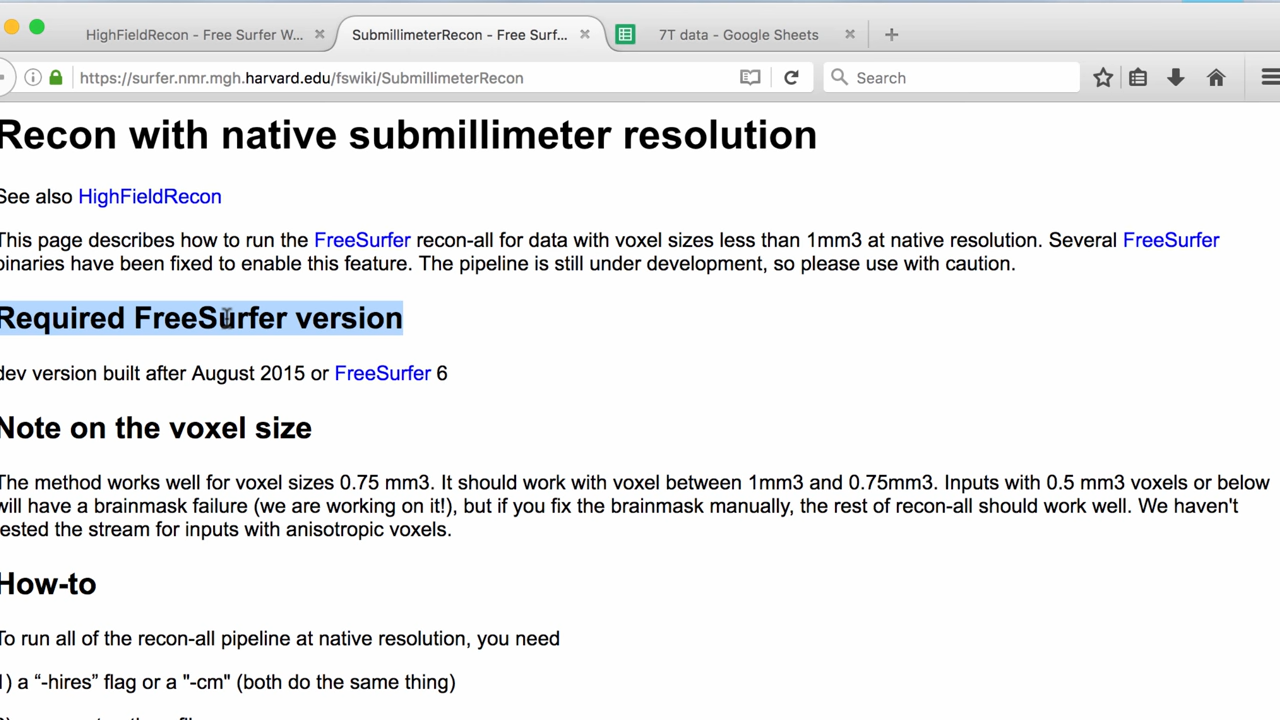 HighFieldRecon - Free Surfer W...
SubmillimeterRecon - Free Surf...
7T data - Google Sheets
https://surfer.nmr.mgh.harvard.edu/fswiki/SubmillimeterRecon
Search
Recon with native submillimeter resolution
See also HighFieldRecon
This page describes how to run the FreeSurfer recon-all for data with voxel sizes less than 1mm3 at native resolution. Several FreeSurfer
binaries have been fixed to enable this feature. The pipeline is still under development, so please use with caution.
Required FreeSurfer version
dev version built after August 2015 or FreeSurfer 6
Note on the voxel size
The method works well for voxel sizes 0.75 mm3. It should work with voxel between 1mm3 and 0.75mm3. Inputs with 0.5 mm3 voxels or below
will have a brainmask failure (we are working on it!), but if you fix the brainmask manually, the rest of recon-all should work well. We haven't
tested the stream for inputs with anisotropic voxels.
How-to
To run all of the recon-all pipeline at native resolution, you need
1) a “-hires” flag or a "-cm" (both do the same thing)